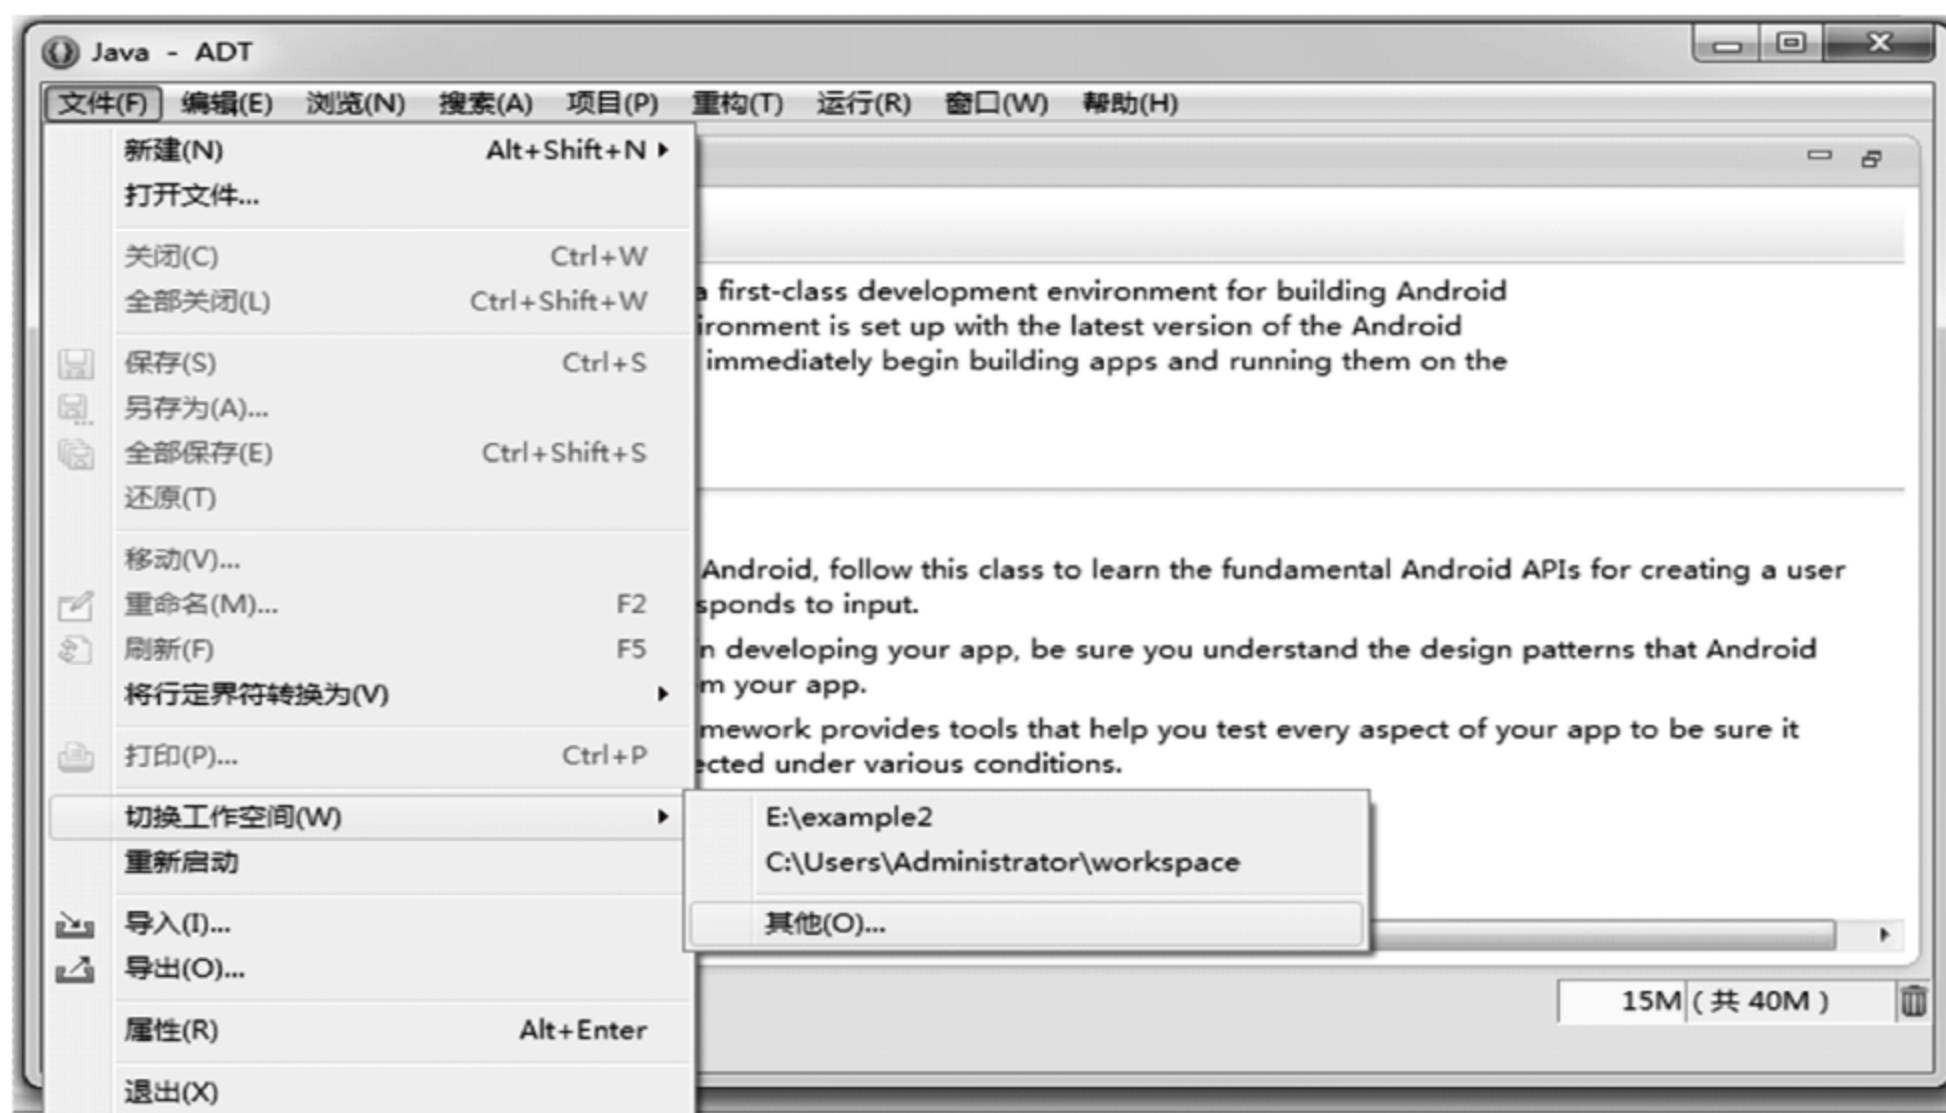 Java - ADT
文件(F) 编辑(E) 浏览(N) 搜索(A) 项目(P) 重构(T) 运行(R) 窗口(W) 帮助(H)
新建(N) Alt+Shift+N
打开文件...
关闭(C) Ctrl+W
全部关闭(L) Ctrl+Shift+W
保存(S) Ctrl+S
另存为(A)...
全部保存(E) Ctrl+Shift+S
还原(T)
移动(V)...
重命名(M)... F2
刷新(F) F5
将行定界符转换为(V)
打印(P)... Ctrl+P
切换工作空间(W)
重新启动
导入(I)...
导出(O)...
属性(R) Alt+Enter
退出(X)
a first-class development environment for building Android
ironment is set up with the latest version of the Android
immediately begin building apps and running them on the
Android, follow this class to learn the fundamental Android APIs for creating a user
sponds to input.
n developing your app, be sure you understand the design patterns that Android
m your app.
mework provides tools that help you test every aspect of your app to be sure it
ected under various conditions.
E:\example2
C:\Users\Administrator\workspace
其他(O)...
15M ( 共 40M )